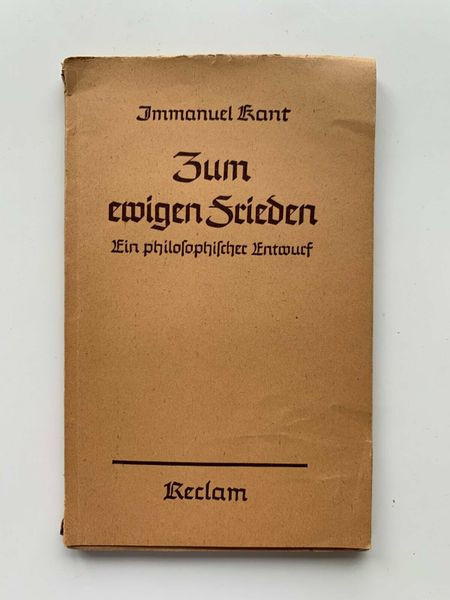 Immanuel Kant
Zum
ewigen Frieden
Ein philoſophiſcher Entwurf
Reclam